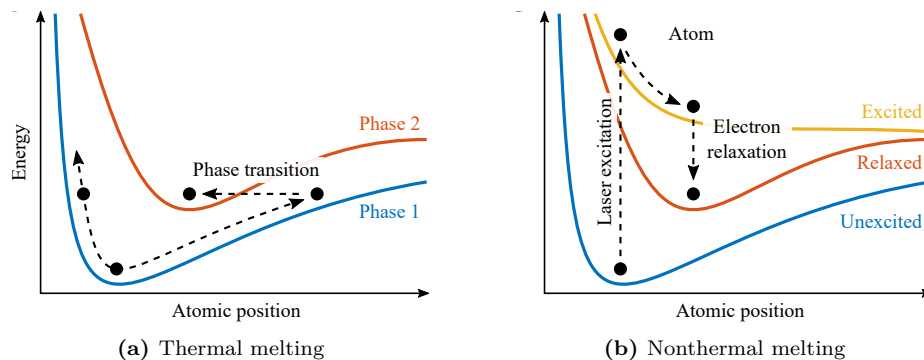 Energy
Phase 2
Phase transition
Phase 1
Atomic position
(a) Thermal melting
Atom
Laser excitation
Excited
Electron
relaxation
Relaxed
Unexcited
Atomic position
(b) Nonthermal melting